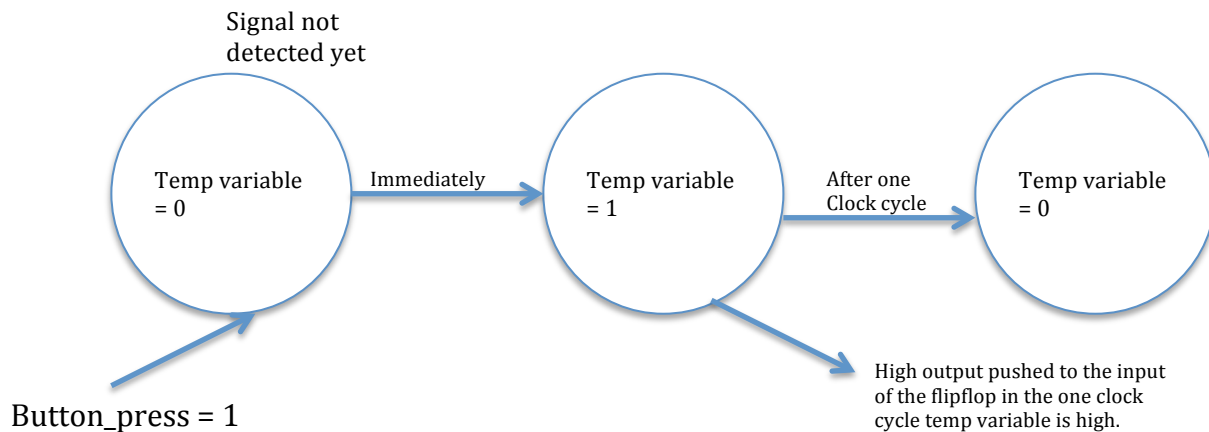 Signal not
detected yet
Temp variable
= 0
Immediately
Temp variable
= 1
After one
Clock cycle
Temp variable
= 0
Button_press = 1
High output pushed to the input
of the flipflop in the one clock
cycle temp variable is high.